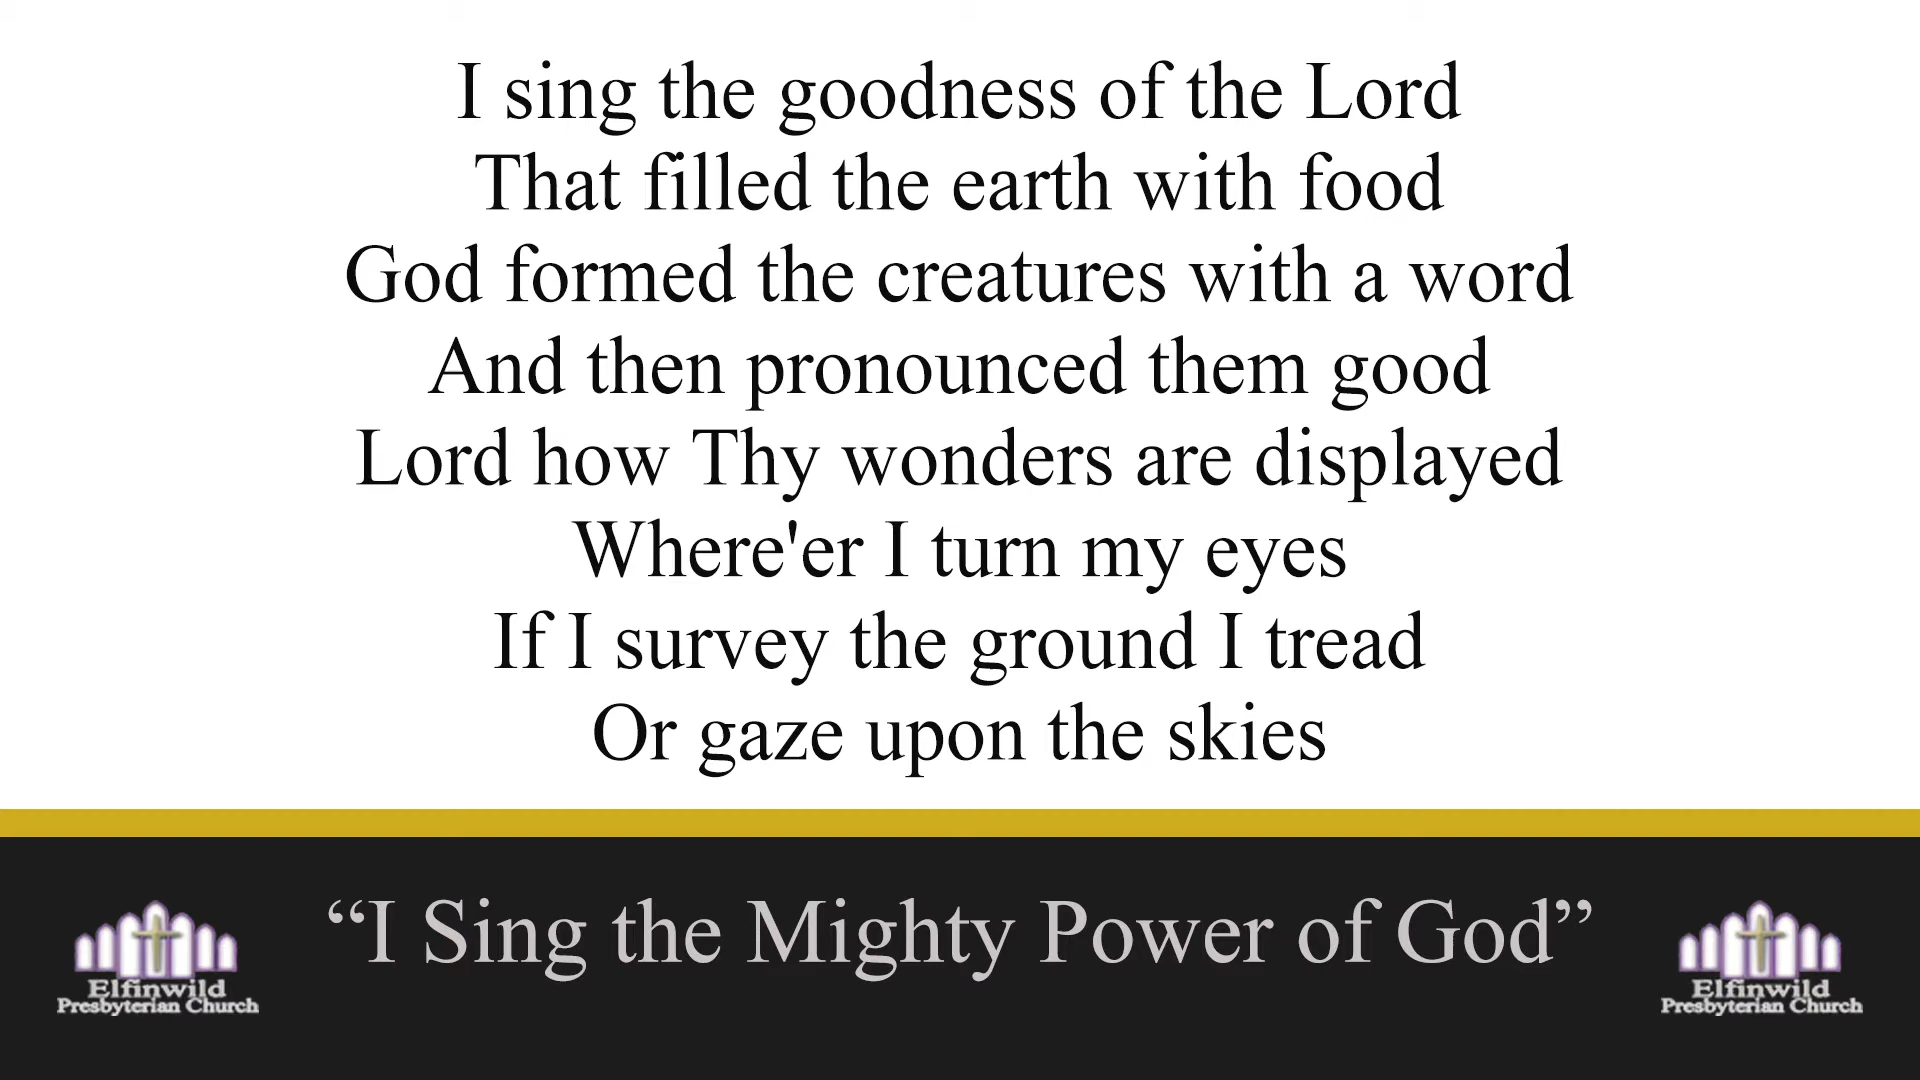 I sing the goodness of the Lord
That filled the earth with food
God formed the creatures with a word
And then pronounced them good
Lord how Thy wonders are displayed
Where'er I turn my eyes
If I survey the ground I tread
Or gaze upon the skies
“I Sing the Mighty Power of God”
Elfinwild
Presbyterian Church
Elfinwild
Presbyterian Church